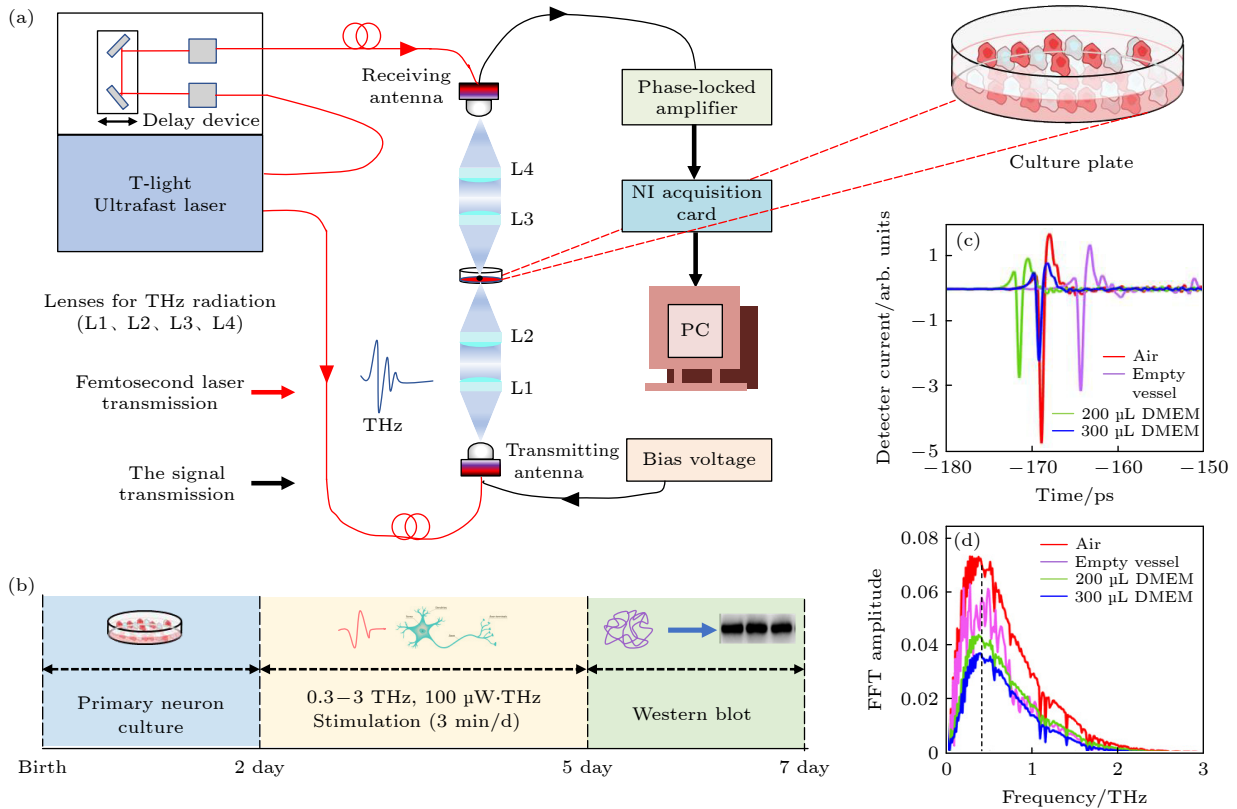 (a)
Delay device
T-light
Ultrafast laser
Receiving
antenna
Phase-locked
amplifier
NI acquisition
card
PC
Culture plate
L4
L3
L2
L1
Lenses for THz radiation
(L1、L2、L3、L4)
Femtosecond laser
transmission
The signal
transmission
THz
Transmitting
antenna
Bias voltage
(c)
Detecter current/arb. units
1
−1
−3
−5
Air
Empty
vessel
200 µL DMEM
300 µL DMEM
−180
−170
−160
−150
Time/ps
(b)
Primary neuron
culture
0.3−3 THz, 100 µW·THz
Stimulation (3 min/d)
Western blot
Birth
2 day
5 day
7 day
(d)
FFT amplitude
0.08
0.06
0.04
0.02
0
Air
Empty vessel
200 µL DMEM
300 µL DMEM
0
1
2
3
Frequency/THz